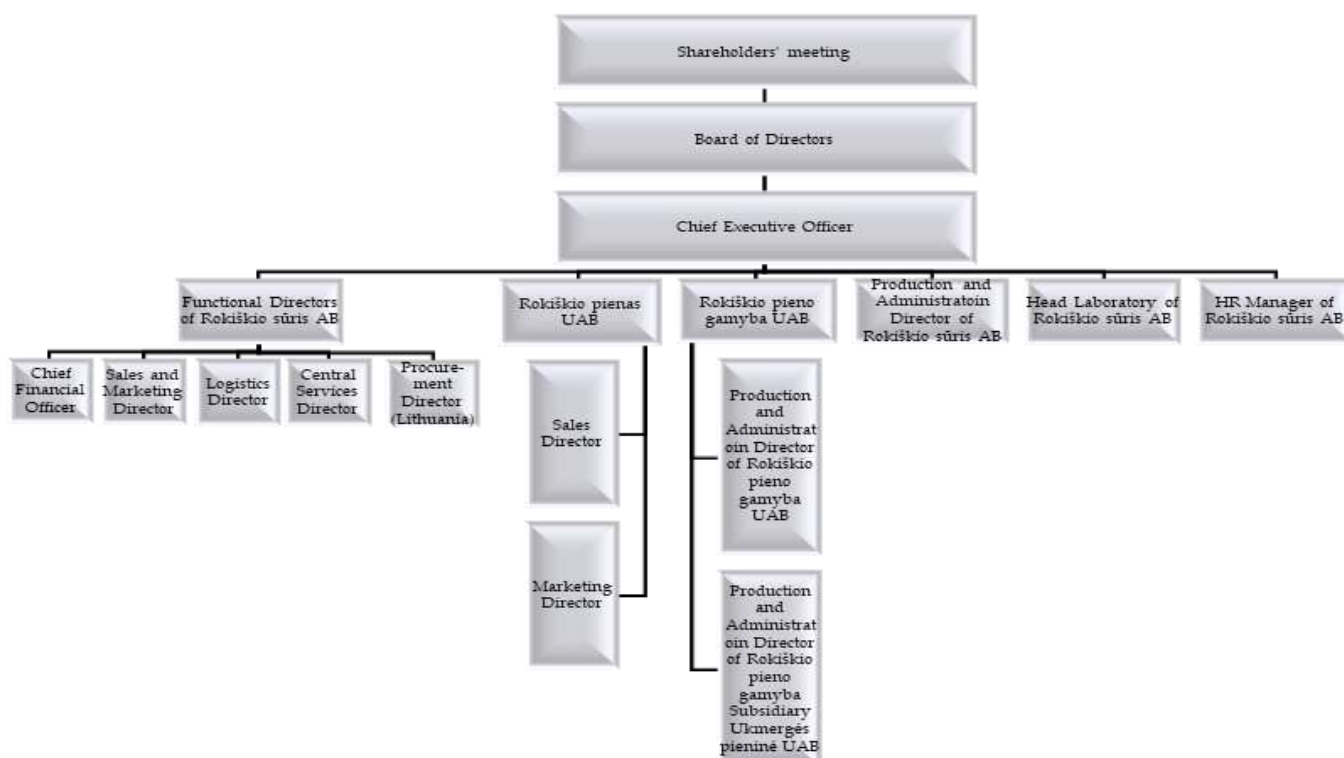 Shareholders' meeting
Board of Directors
Chief Executive Officer
Functional Directors
of Rokiškio sūris AB
Rokiškio pienas
UAB
Rokiškio pieno
gamyba UAB
Production and
Administratoin
Director of
Rokiškio sūris AB
Head Laboratory of
Rokiškio sūris AB
HR Manager of
Rokiškio sūris AB
Chief
Financial
Officer
Sales and
Marketing
Director
Logistics
Director
Central
Services
Director
Procure-
ment
Director
(Lithuania)
Sales
Director
Marketing
Director
Production
and
Administrat
oin Director
of Rokiškio
pieno
gamyba
UAB
Production
and
Administrat
oin Director
of Rokiškio
pieno
gamyba
Subsidiary
Ukmergės
pieninė UAB